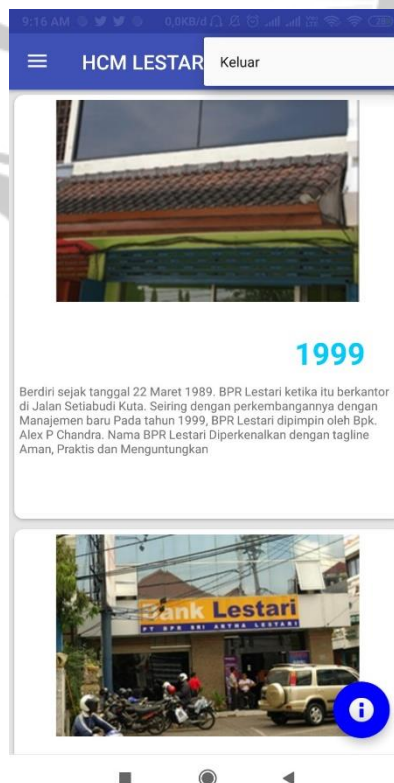 9:16 AM
0,0KB/d
HCM LESTAR
Keluar
1999
Berdiri sejak tanggal 22 Maret 1989. BPR Lestari ketika itu berkantor
di Jalan Setiabudi Kuta. Seiring dengan perkembangannya dengan
Manajemen baru Pada tahun 1999, BPR Lestari dipimpin oleh Bpk.
Alex P Chandra. Nama BPR Lestari Diperkenalkan dengan tagline
Aman, Praktis dan Menguntungkan
Bank Lestari
PT BPR SRI ARTHA LESTARI